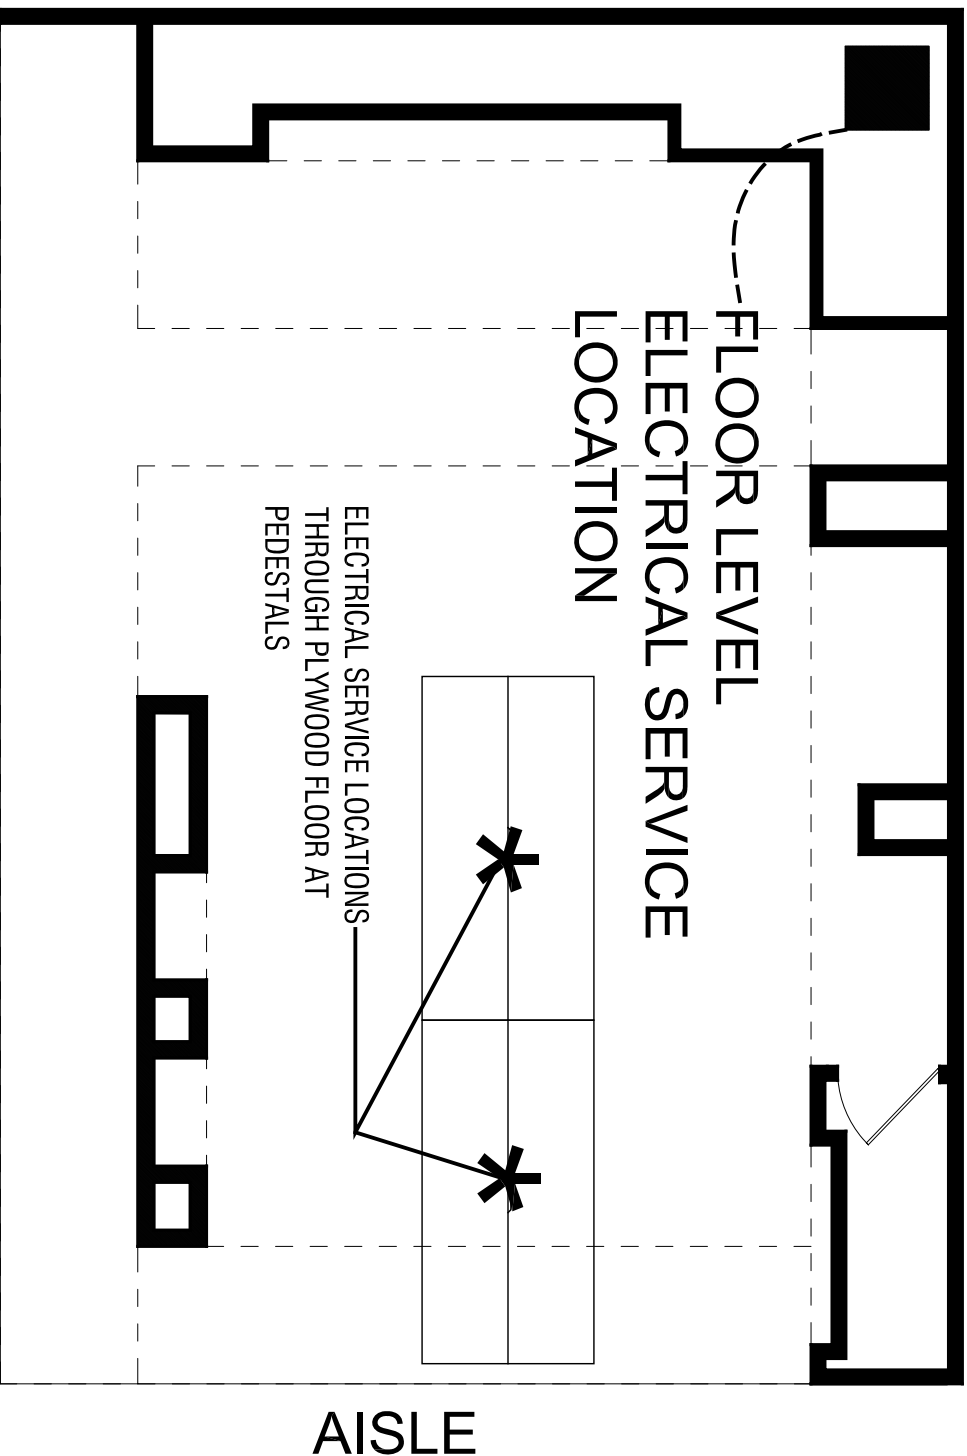 FLOOR LEVEL
ELECTRICAL SERVICE
LOCATION
ELECTRICAL SERVICE LOCATIONS
THROUGH PLYWOOD FLOOR AT
PEDESTALS
AISLE